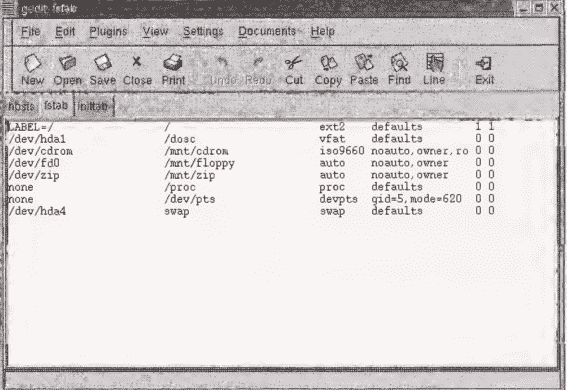 gedit: fstab
File Edit Plugins View Settings Documents Help
New Open Save Close Print Undo Redo Cut Copy Paste Find Line Exit
hosts fstab inittab
LABEL=/ / ext2 defaults 1 1
/dev/hda1 /dosc vfat defaults 0 0
/dev/cdrom /mnt/cdrom iso9660 noauto,owner,ro 0 0
/dev/fd0 /mnt/floppy auto noauto,owner 0 0
/dev/zip /mnt/zip auto noauto,owner 0 0
none /proc proc defaults 0 0
none /dev/pts devpts gid=5,mode=620 0 0
/dev/hda4 swap swap defaults 0 0